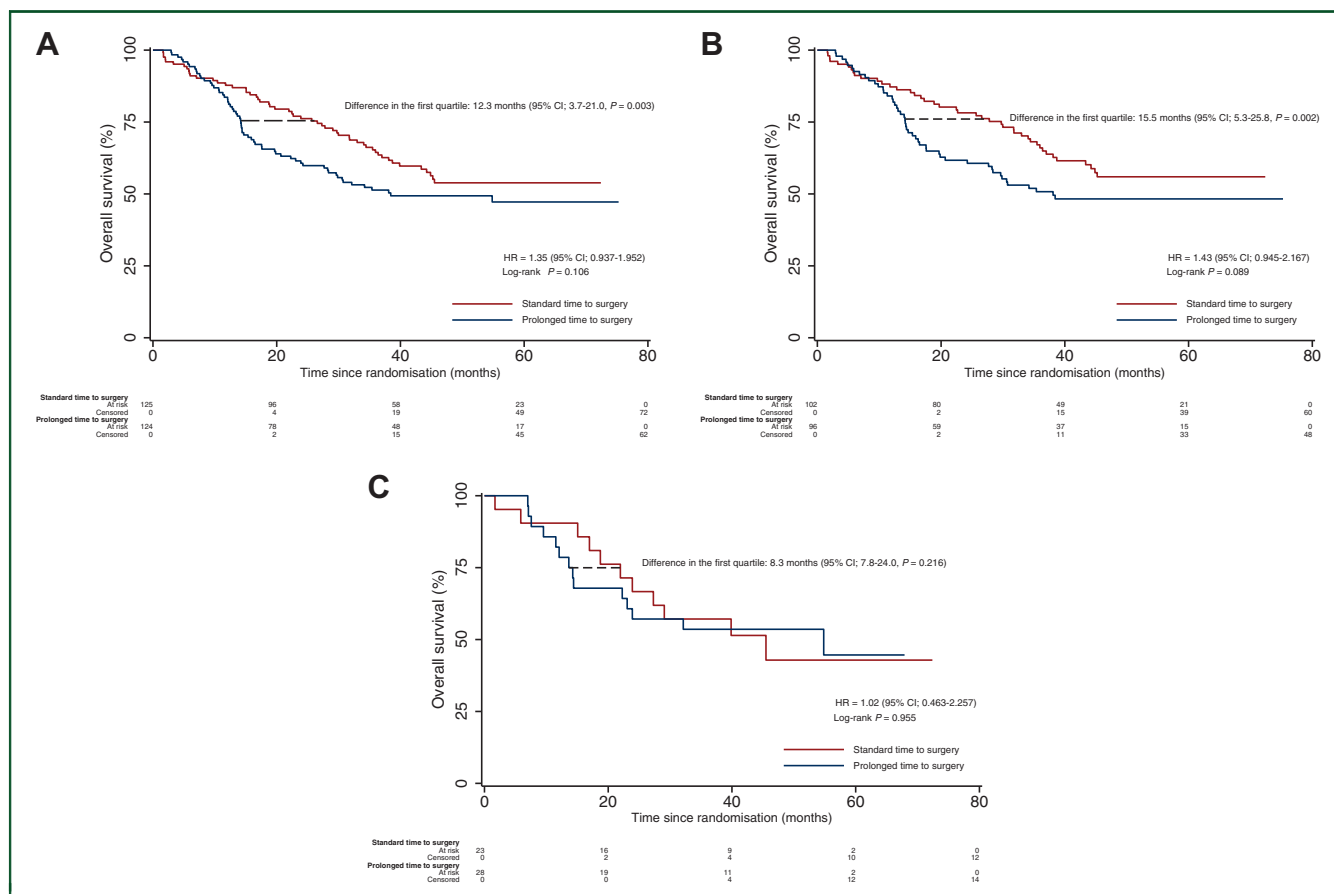 A
Overall survival (%)
100
75
50
25
0
Difference in the first quartile: 12.3 months (95% CI; 3.7-21.0, P = 0.003)
HR = 1.35 (95% CI; 0.937-1.952)
Log-rank P = 0.106
Standard time to surgery
Prolonged time to surgery
0 20 40 60 80
Time since randomisation (months)
Standard time to surgery
At risk 125 96 58 23 0
Censored 0 4 19 49 72
Prolonged time to surgery
At risk 124 78 48 17 0
Censored 0 2 15 45 62
B
Overall survival (%)
100
75
50
25
0
Difference in the first quartile: 15.5 months (95% CI; 5.3-25.8, P = 0.002)
HR = 1.43 (95% CI; 0.945-2.167)
Log-rank P = 0.089
Standard time to surgery
Prolonged time to surgery
0 20 40 60 80
Time since randomisation (months)
Standard time to surgery
At risk 102 80 49 21 0
Censored 0 2 15 39 60
Prolonged time to surgery
At risk 96 59 37 15 0
Censored 0 2 11 33 48
C
Overall survival (%)
100
75
50
25
0
Difference in the first quartile: 8.3 months (95% CI; 7.8-24.0, P = 0.216)
HR = 1.02 (95% CI; 0.463-2.257)
Log-rank P = 0.955
Standard time to surgery
Prolonged time to surgery
0 20 40 60 80
Time since randomisation (months)
Standard time to surgery
At risk 23 16 9 2 0
Censored 0 2 4 10 12
Prolonged time to surgery
At risk 28 19 11 2 0
Censored 0 0 4 12 14